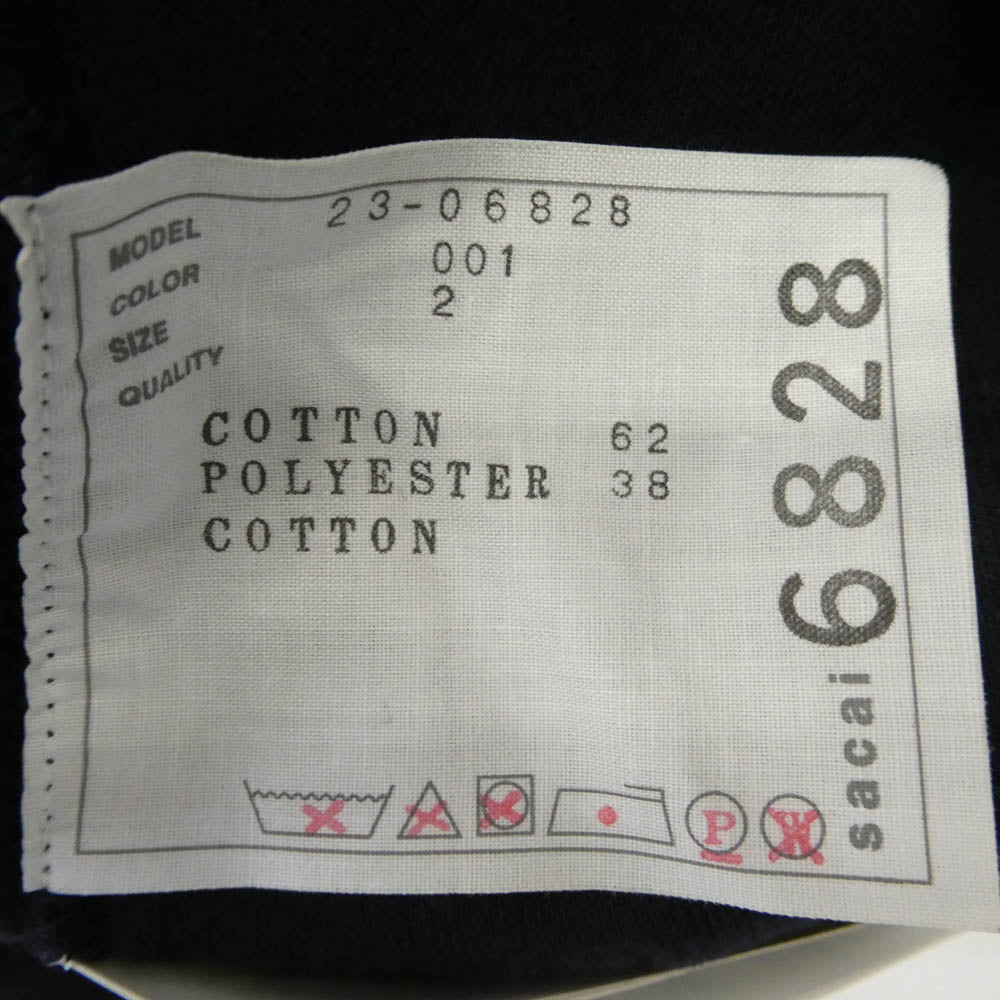 MODEL 23-06828
COLOR 001
SIZE 2
QUALITY
COTTON 62
POLYESTER 38
COTTON
P W
sacai 6828